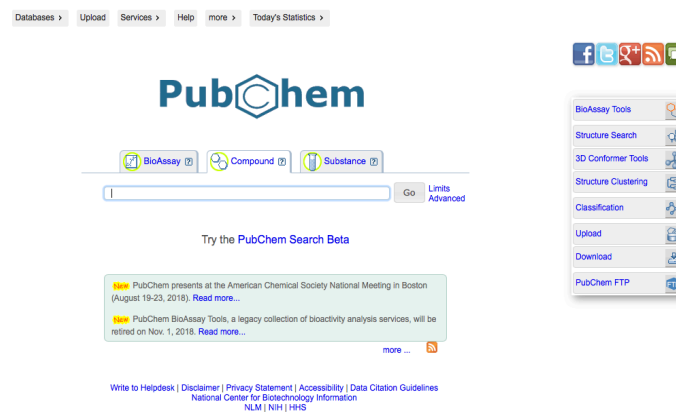 Databases > Upload Services > Help more > Today's Statistics >
PubChem
BioAssay ? Compound ? Substance ?
Go
Limits
Advanced
Try the PubChem Search Beta
New PubChem presents at the American Chemical Society National Meeting in Boston
(August 19-23, 2018). Read more...
New PubChem BioAssay Tools, a legacy collection of bioactivity analysis services, will be
retired on Nov. 1, 2018. Read more...
more ...
Write to Helpdesk | Disclaimer | Privacy Statement | Accessibility | Data Citation Guidelines
National Center for Biotechnology Information
NLM | NIH | HHS
f g+
BioAssay Tools
Structure Search
3D Conformer Tools
Structure Clustering
Classification
Upload
Download
PubChem FTP